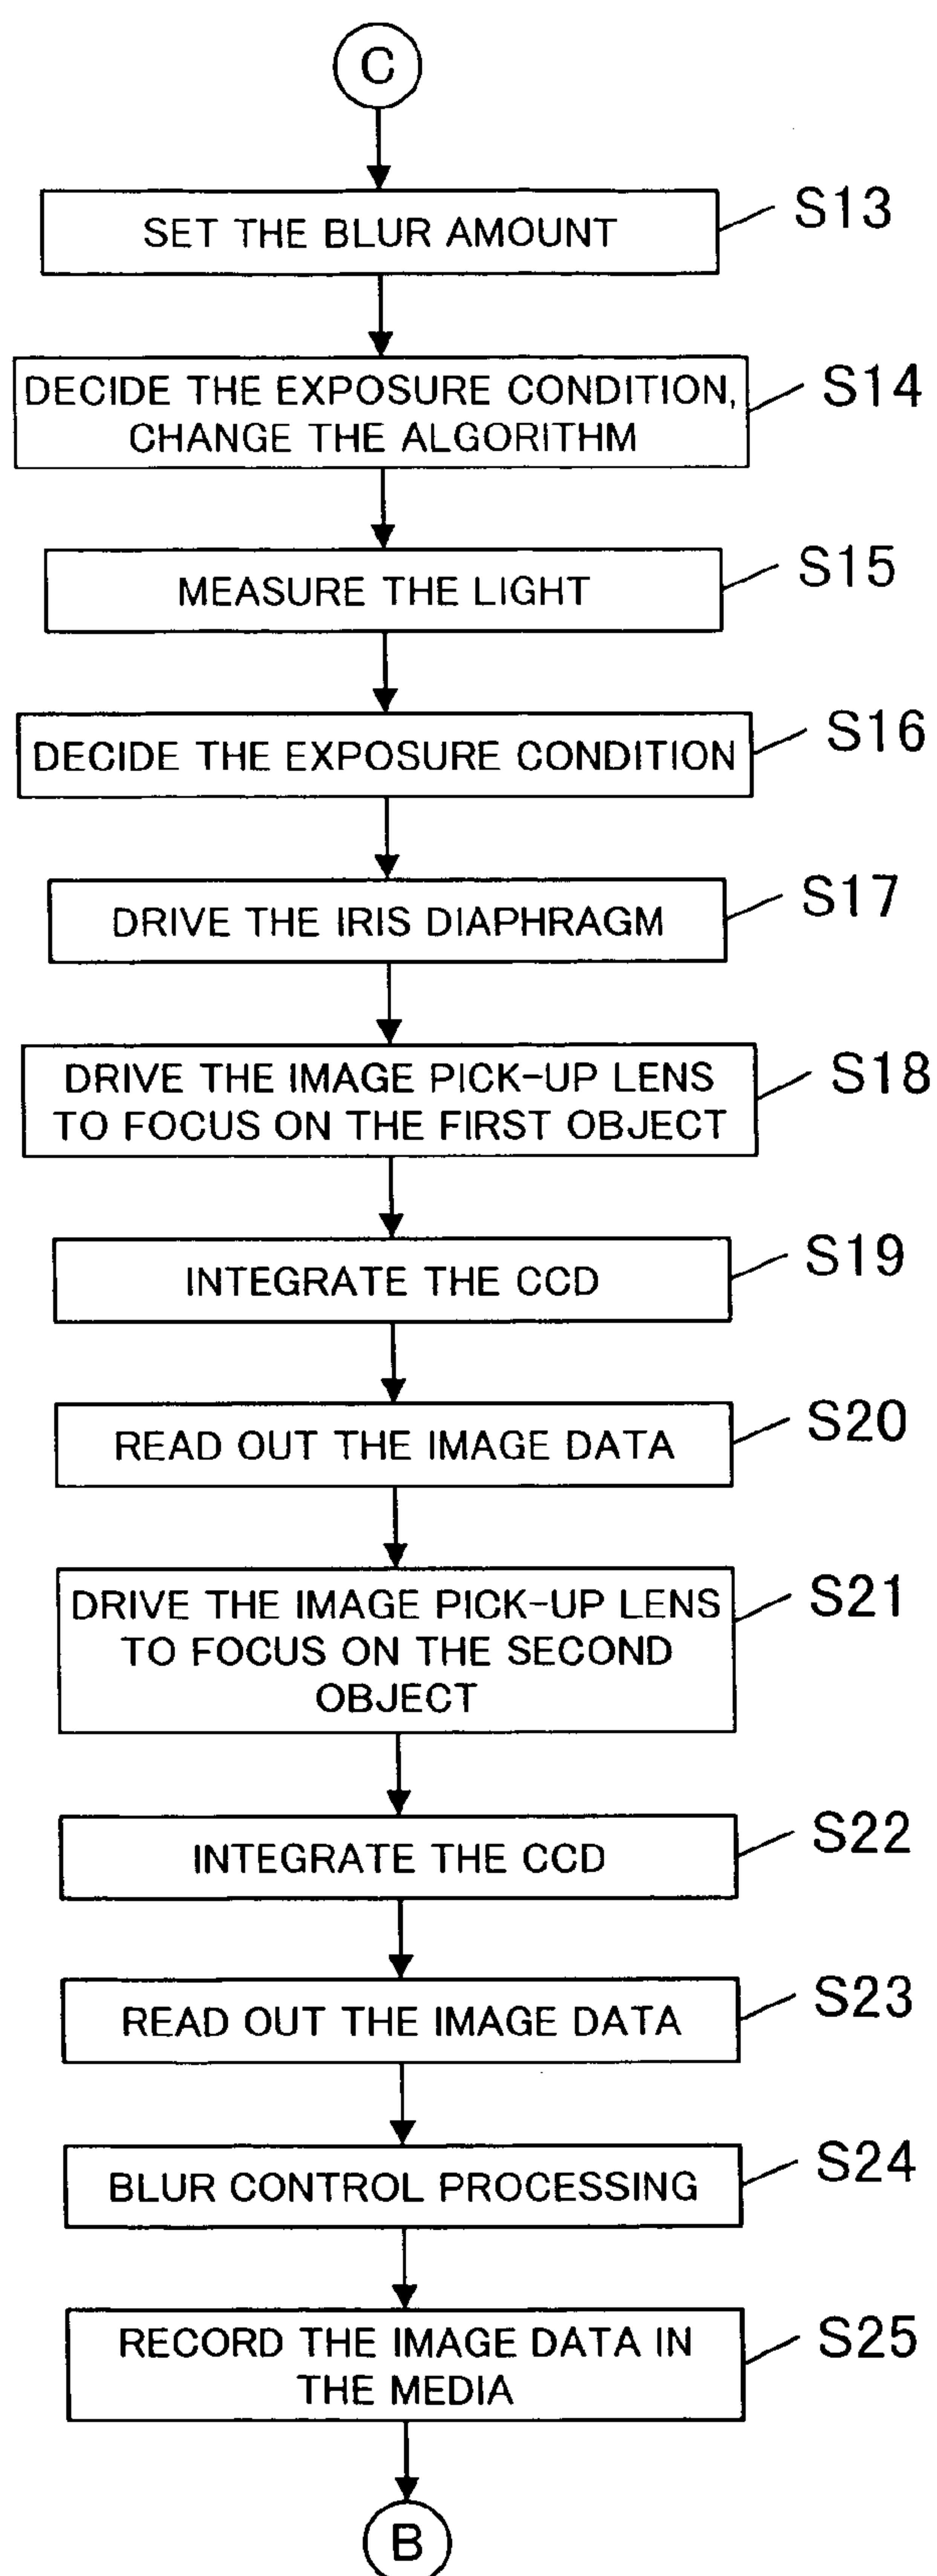 C
SET THE BLUR AMOUNT
S13
DECIDE THE EXPOSURE CONDITION,
CHANGE THE ALGORITHM
S14
MEASURE THE LIGHT
S15
DECIDE THE EXPOSURE CONDITION
S16
DRIVE THE IRIS DIAPHRAGM
S17
DRIVE THE IMAGE PICK-UP LENS
TO FOCUS ON THE FIRST OBJECT
S18
INTEGRATE THE CCD
S19
READ OUT THE IMAGE DATA
S20
DRIVE THE IMAGE PICK-UP LENS
TO FOCUS ON THE SECOND
OBJECT
S21
INTEGRATE THE CCD
S22
READ OUT THE IMAGE DATA
S23
BLUR CONTROL PROCESSING
S24
RECORD THE IMAGE DATA IN
THE MEDIA
S25
B